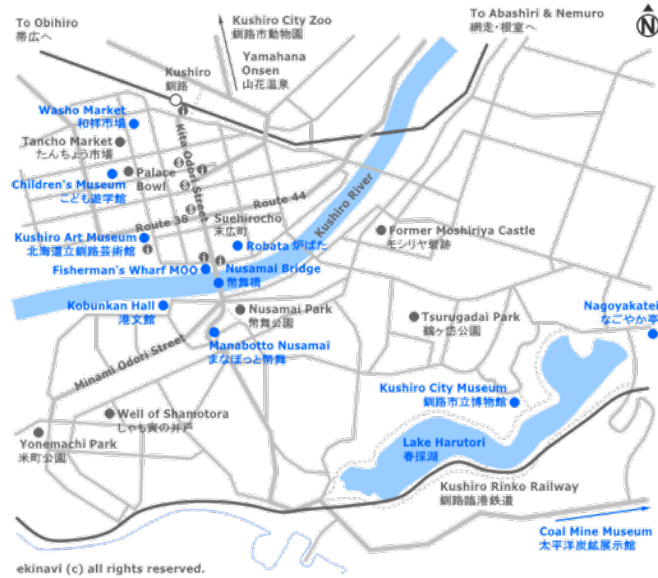 To Obihiro
帯広へ
Kushiro City Zoo
釧路市動物園
Yamahana
Onsen
山花温泉
To Abashiri & Nemuro
網走・根室へ
N
Kushiro
釧路
Washo Market
和祥市場
Tancho Market
たんちょう市場
Palace
Bowl
Children's Museum
こども遊学館
Kita Odori Street
Route 44
Route 38
Suehirocho
末広町
Kushiro River
Kushiro Art Museum
北海道立釧路芸術館
Robata 炉ばた
Former Moshiriya Castle
モシリヤ砦跡
Fisherman's Wharf MOO
Nusamai Bridge
幣舞橋
Kobunkan Hall
港文館
Nusamai Park
幣舞公園
Tsurugadai Park
鶴ヶ岱公園
Nagoyakatei
なごやか亭
Manabotto Nusamai
まなぼっと幣舞
Minami Odori Street
Kushiro City Museum
釧路市立博物館
Well of Shamotora
しゃも寅の井戸
Yonemachi Park
米町公園
Lake Harutori
春採湖
Kushiro Rinko Railway
釧路臨港鉄道
Coal Mine Museum
太平洋炭鉱展示館
ekinavi (c) all rights reserved.